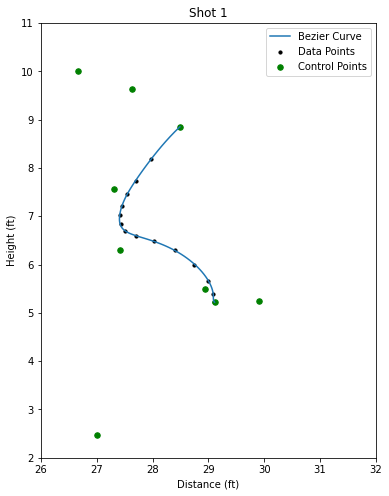 Shot 1
Bezier Curve
Data Points
Control Points
11
10
9
8
7
6
5
4
3
2
Height (ft)
26 27 28 29 30 31 32
Distance (ft)